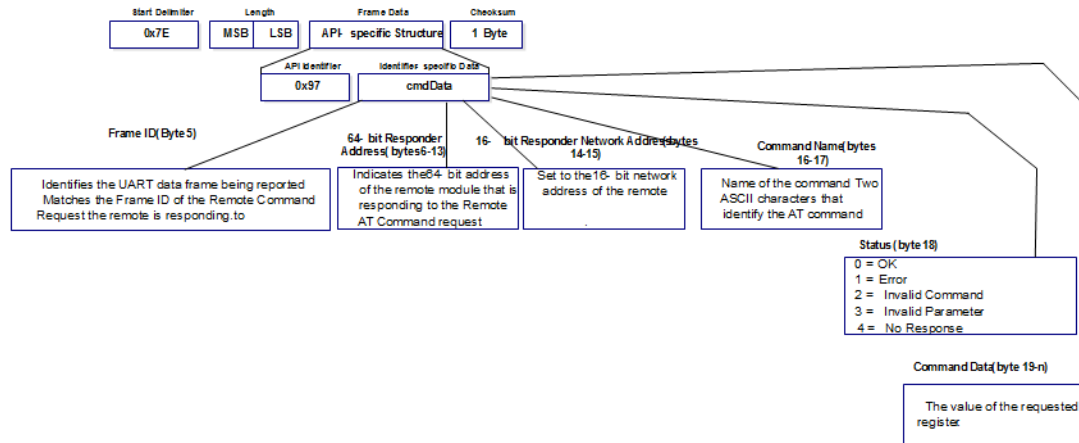 Start Delimiter
Length
Frame Data
Checksum
0x7E
MSB
LSB
API- specific Structure
1 Byte
API Identifier
Identifier- specific Data
0x97
cmdData
Frame ID(Byte 5)
64- bit Responder
Address( bytes6-13)
16- bit Responder Network Address(bytes
14-15)
Command Name(bytes
16-17)
Identifies the UART data frame being reported
Matches the Frame ID of the Remote Command
Request the remote is responding.to
Indicates the64- bit address
of the remote module that is
responding to the Remote
AT Command request
Set to the16- bit network
address of the remote
.
Name of the command Two
ASCII characters that
identify the AT command
Status (byte 18)
0 = OK
1 = Error
2 = Invalid Command
3 = Invalid Parameter
4 = No Response
Command Data(byte 19-n)
The value of the requested
register.